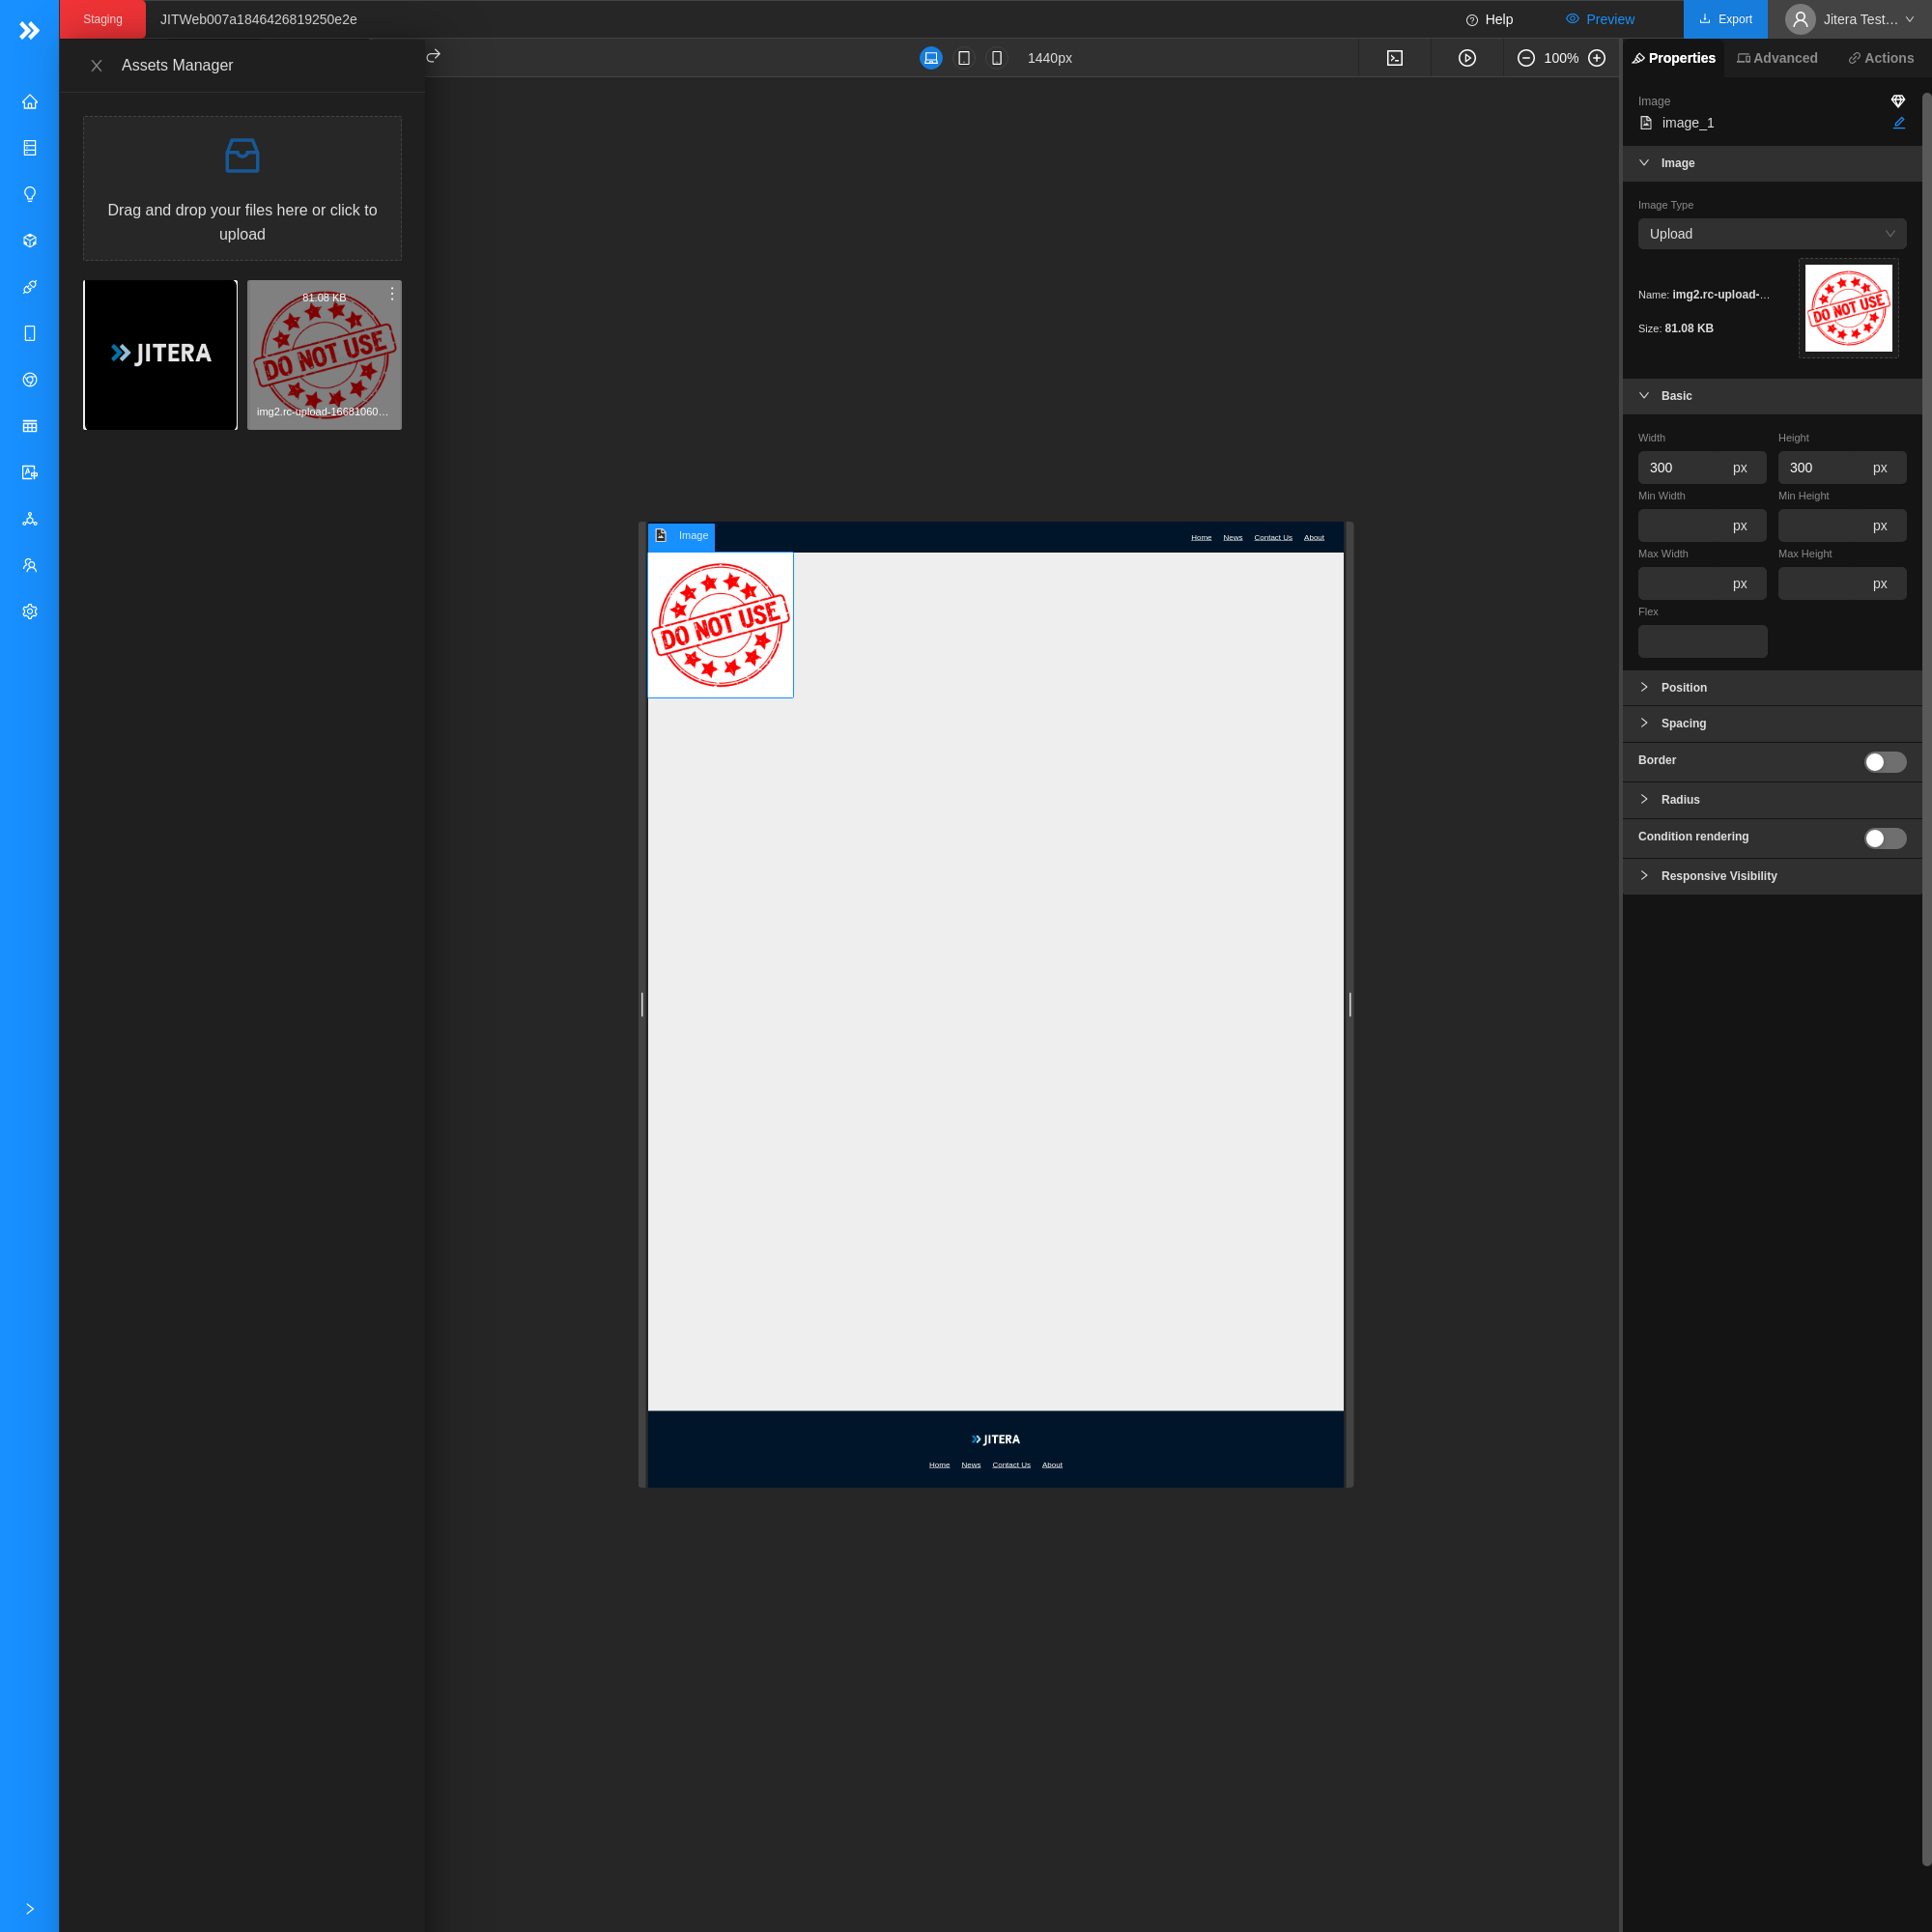 Staging
JITWeb007a1846426819250e2e
Help
Preview
Export
Jitera Test...
Assets Manager
1440px
100%
Properties
Advanced
Actions
Drag and drop your files here or click to
upload
JITERA
81.08 KB
DO NOT USE
img2.rc-upload-16681060...
Image
image_1
Image
Image Type
Upload
Name: img2.rc-upload-...
Size: 81.08 KB
DO NOT USE
Basic
Width
Height
300 px
300 px
Min Width
Min Height
px
px
Max Width
Max Height
px
px
Flex
Position
Spacing
Border
Radius
Condition rendering
Responsive Visibility
Image
Home News Contact Us About
DO NOT USE
JITERA
Home News Contact Us About